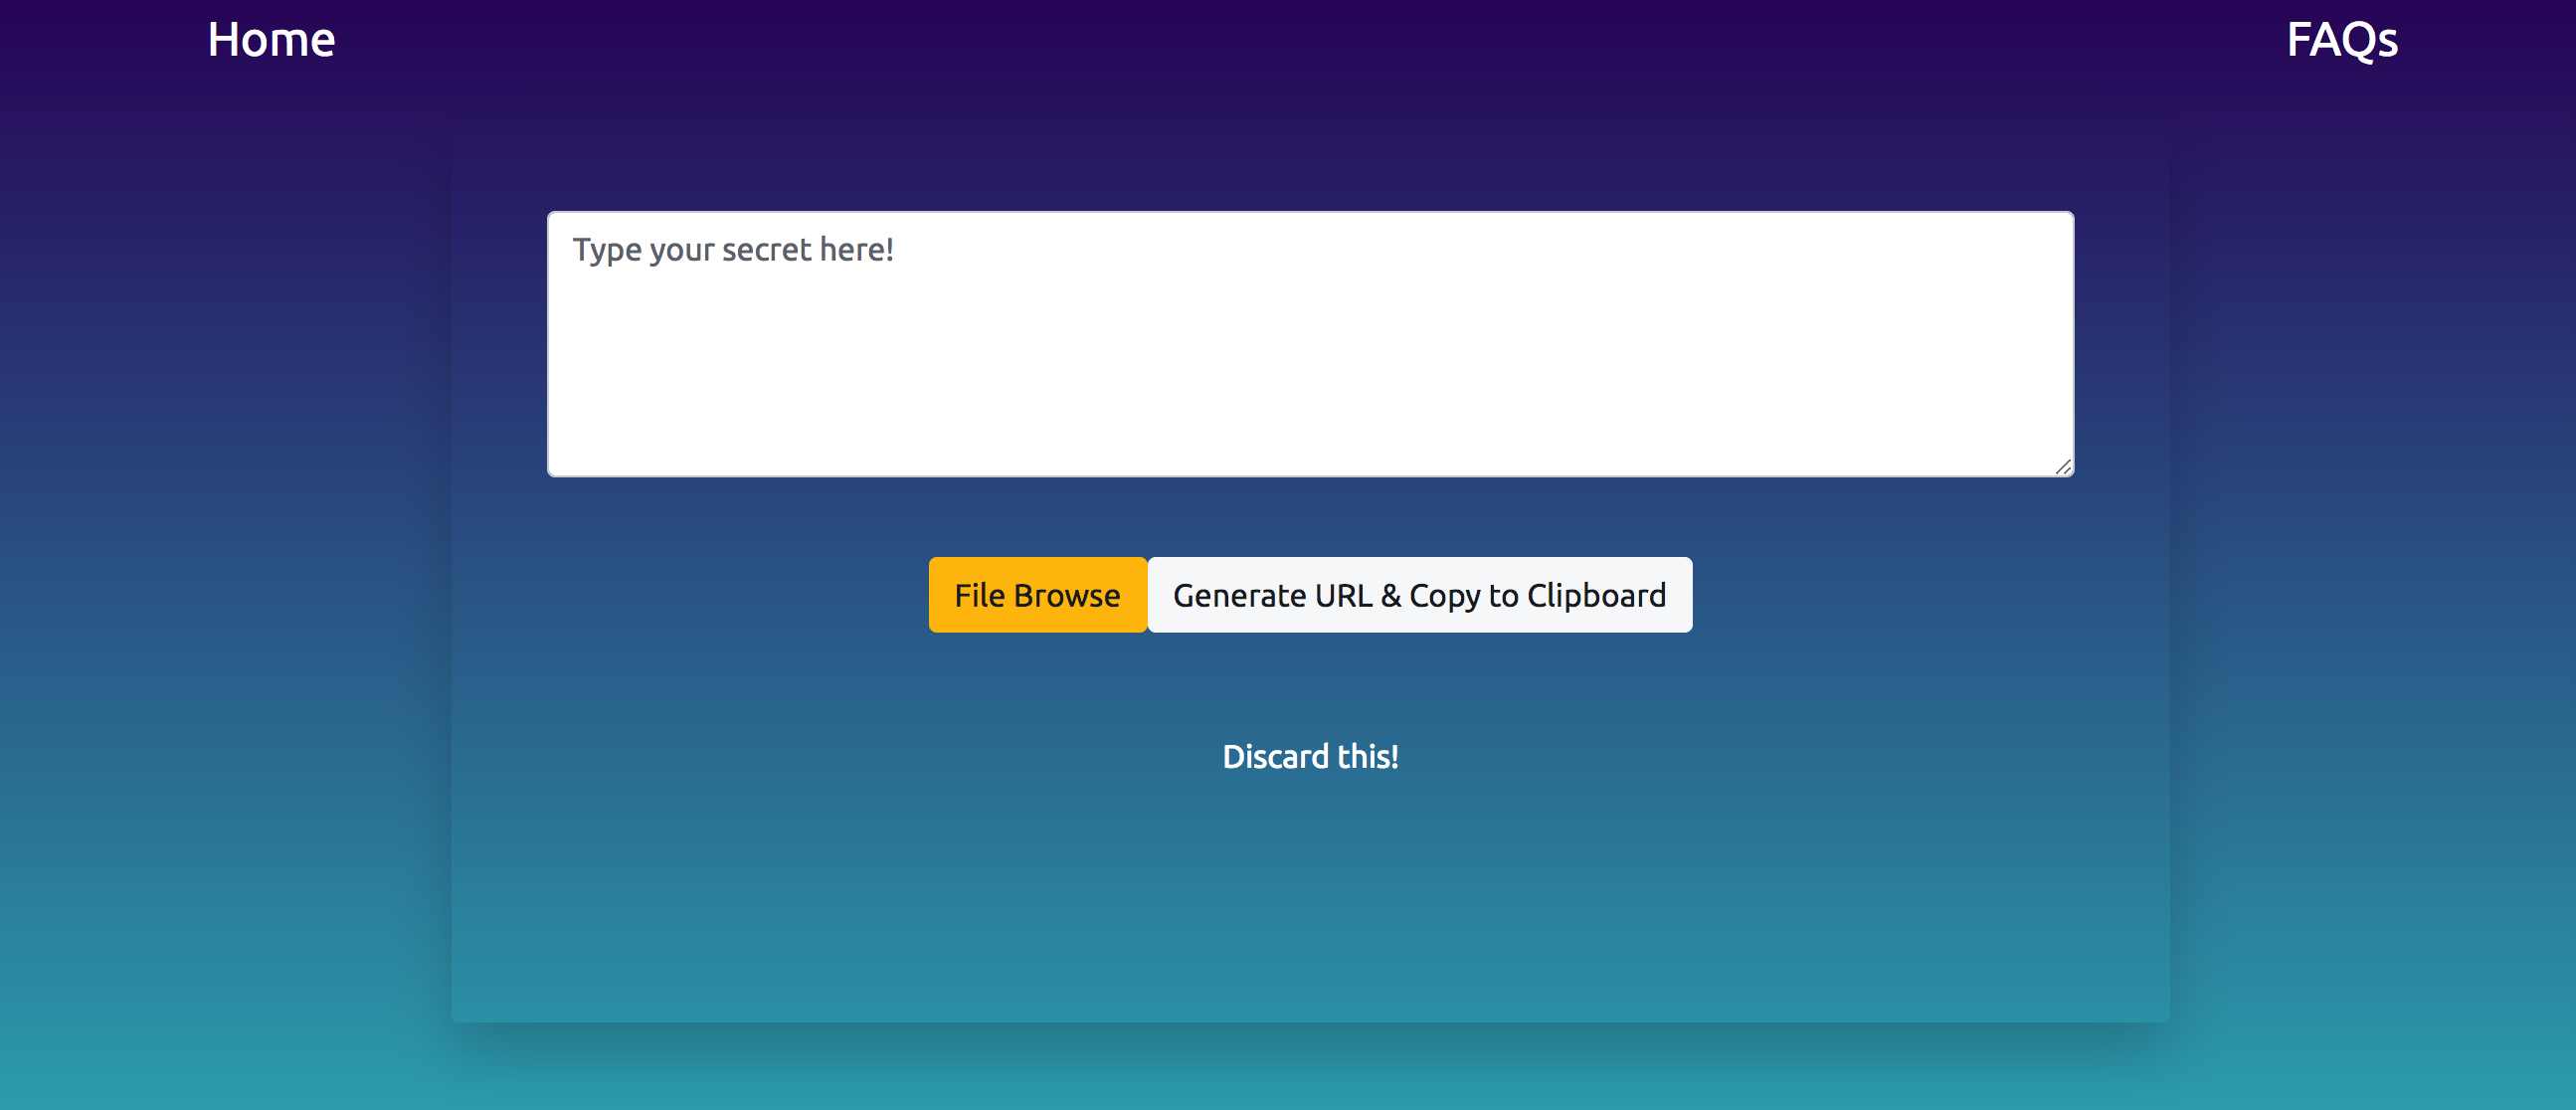 Home FAQs
Type your secret here!
File Browse Generate URL & Copy to Clipboard
Discard this!